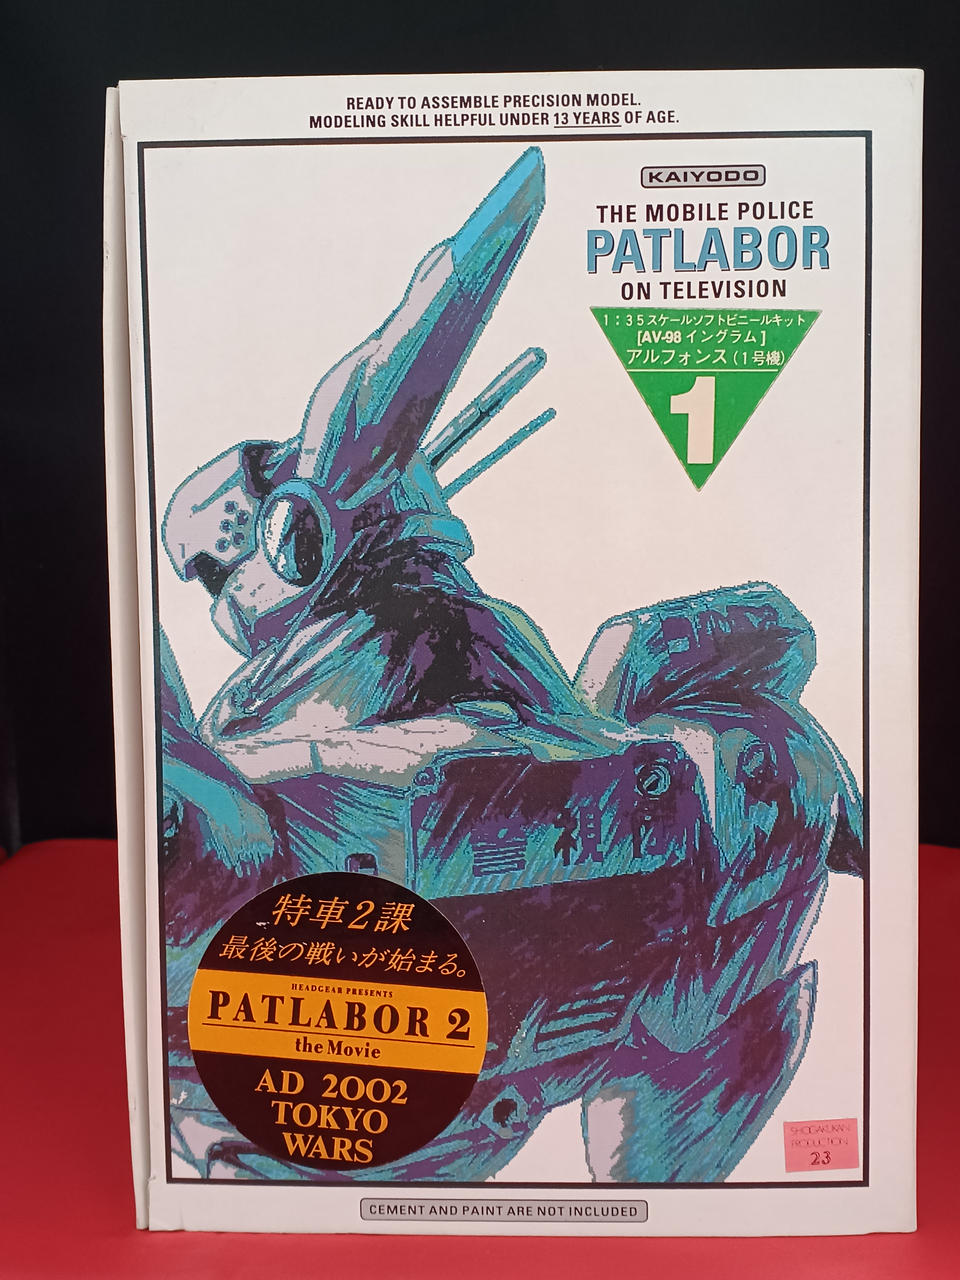 READY TO ASSEMBLE PRECISION MODEL.
MODELING SKILL HELPFUL UNDER 13 YEARS OF AGE.
KAIYODO
THE MOBILE POLICE
PATLABOR
ON TELEVISION
1:35スケールソフトビニールキット
[AV-98 イングラム]
アルフォンス(1号機)
1
視
特車2課
最後の戦いが始まる。
HEADGEAR PRESENTS
PATLABOR 2
the Movie
AD 2002
TOKYO
WARS
SHOGAKUKAN
PRODUCTION
23
CEMENT AND PAINT ARE NOT INCLUDED